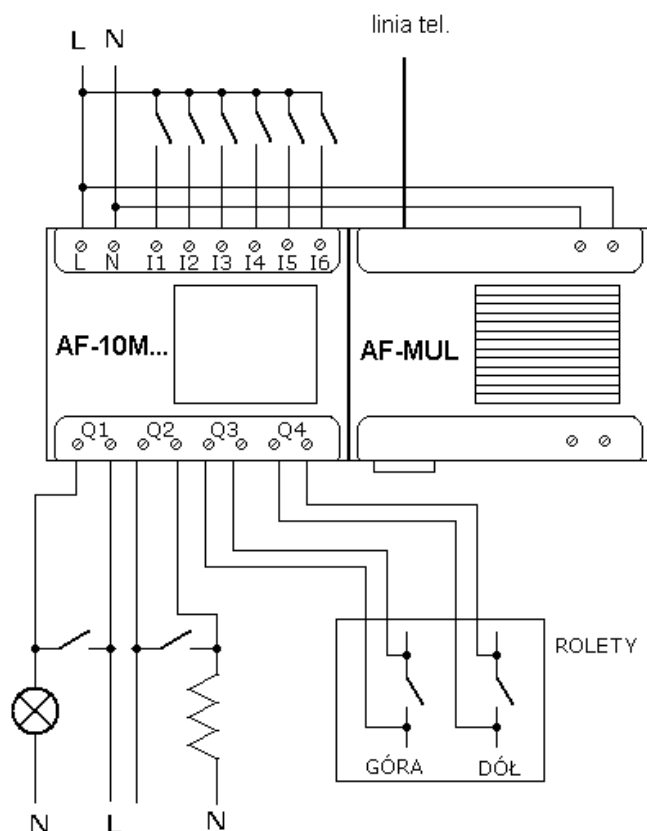 linia tel.
L N
L N I1 I2 I3 I4 I5 I6
AF-10M... AF-MUL
Q1 Q2 Q3 Q4
ROLETY
GÓRA DÓŁ
N L N